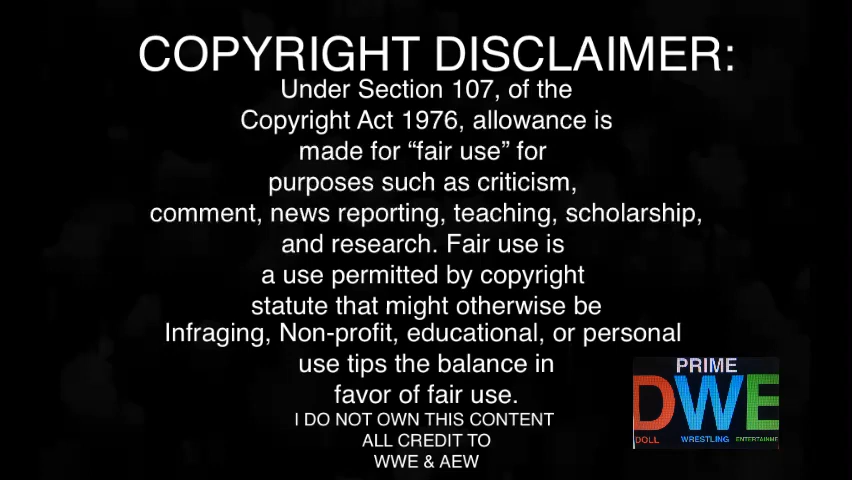 COPYRIGHT DISCLAIMER:
Under Section 107, of the
Copyright Act 1976, allowance is
made for “fair use” for
purposes such as criticism,
comment, news reporting, teaching, scholarship,
and research. Fair use is
a use permitted by copyright
statute that might otherwise be
Infraging, Non-profit, educational, or personal
use tips the balance in
favor of fair use.
I DO NOT OWN THIS CONTENT
ALL CREDIT TO
WWE & AEW
PRIME
DWE
DOLL WRESTLING ENTERTAINME